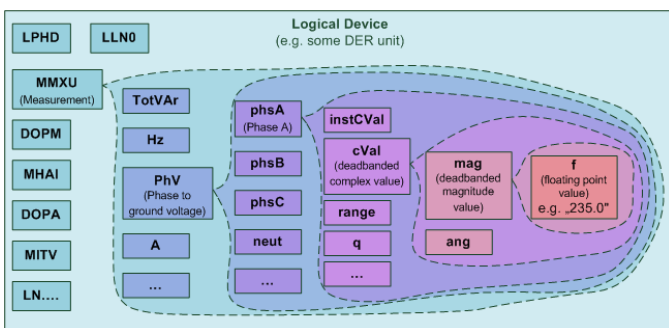 Logical Device
(e.g. some DER unit)
LPHD
LLN0
MMXU
(Measurement)
DOPM
MHAI
DOPA
MITV
LN....
TotVAr
Hz
PhV
(Phase to
ground voltage)
A
...
phsA
(Phase A)
phsB
phsC
neut
...
instCVal
cVal
(deadbanded
complex value)
range
q
...
mag
(deadbanded
magnitude
value)
ang
f
(floating point
value)
e.g. „235.0"